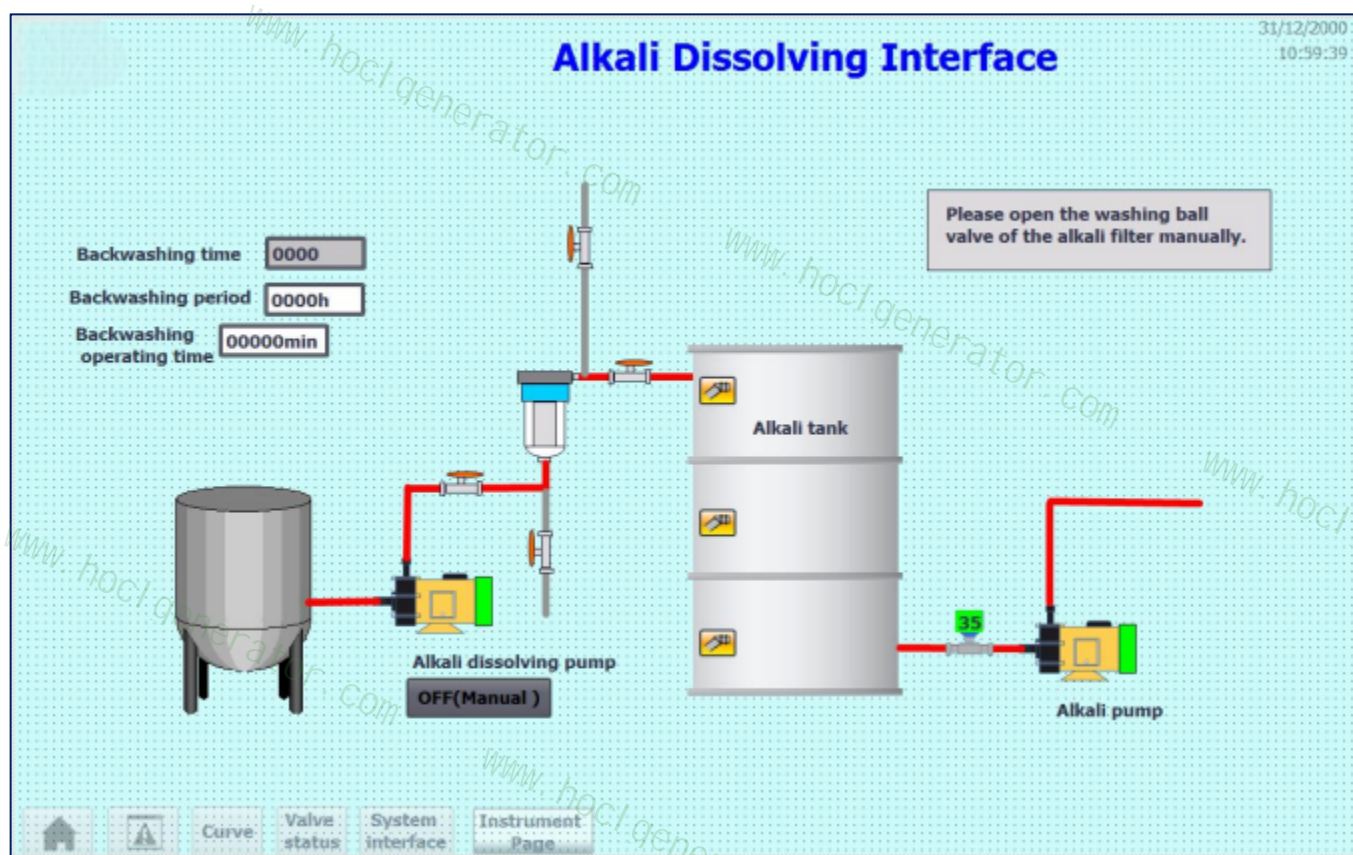 www.hoclgenerator.com
31/12/2000
Alkali Dissolving Interface
10:59:39
Please open the washing ball
valve of the alkali filter manually.
Backwashing time 0000
www.hoclgenerator.com
Backwashing period 0000h
Backwashing
operating time 00000min
Alkali tank
www.hocl
www.hoclgenerator.com
35
Alkali dissolving pump
OFF(Manual )
Alkali pump
www.hoclgenerator
Curve
Valve
status
System
interface
Instrument
Page